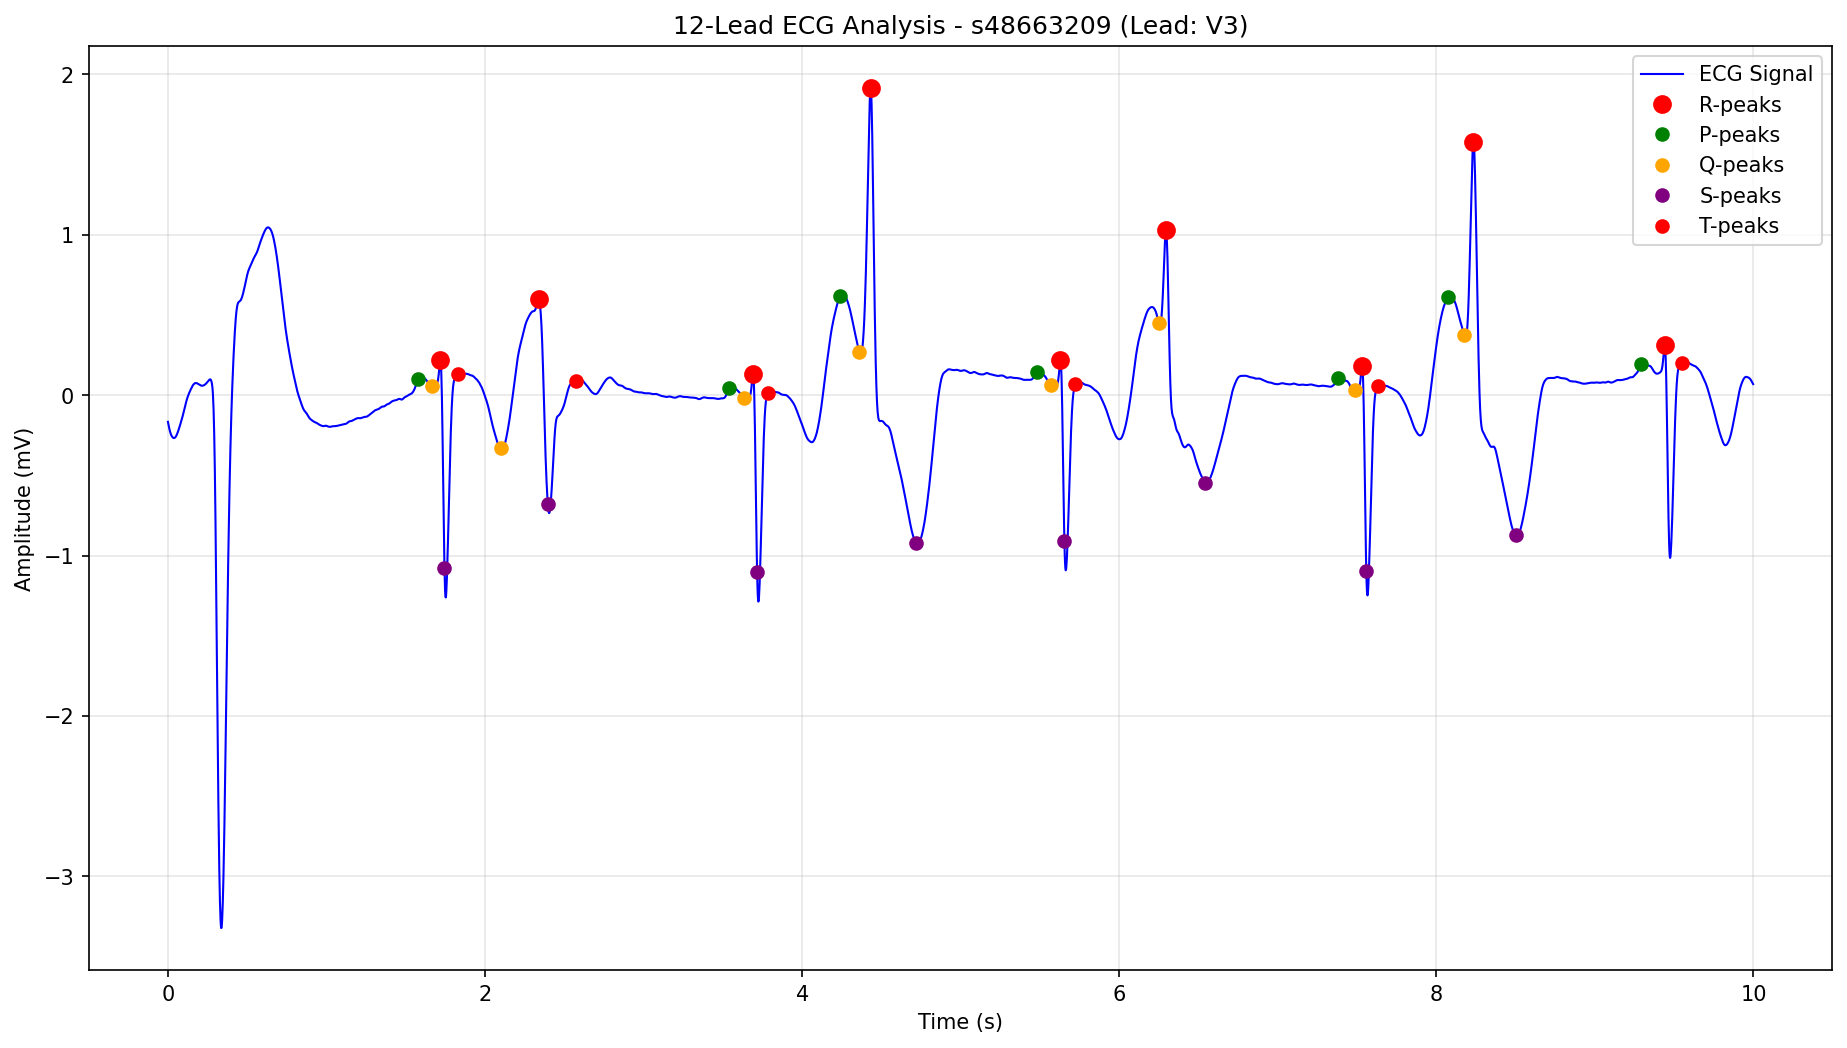 12-Lead ECG Analysis - s48663209 (Lead: V3)
ECG Signal
R-peaks
P-peaks
Q-peaks
S-peaks
T-peaks
Amplitude (mV)
2
1
0
−1
−2
−3
0 2 4 6 8 10
Time (s)